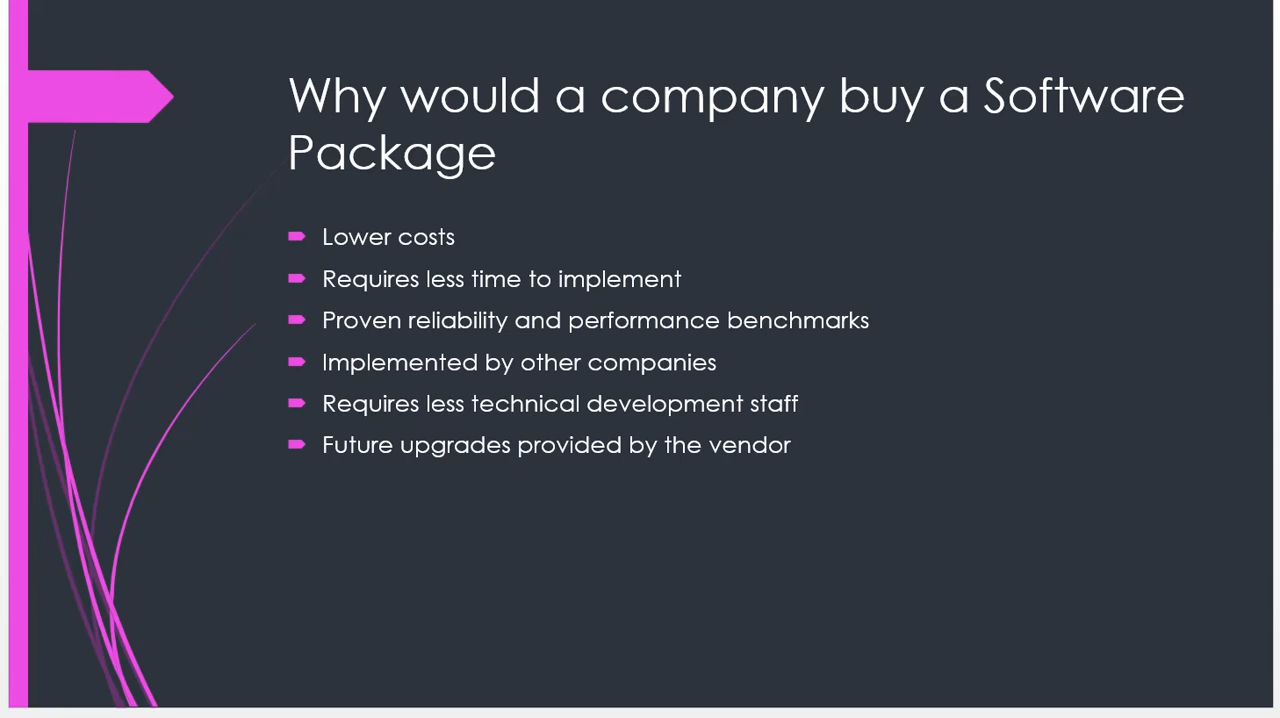 Why would a company buy a Software
Package
Lower costs
Requires less time to implement
Proven reliability and performance benchmarks
Implemented by other companies
Requires less technical development staff
Future upgrades provided by the vendor